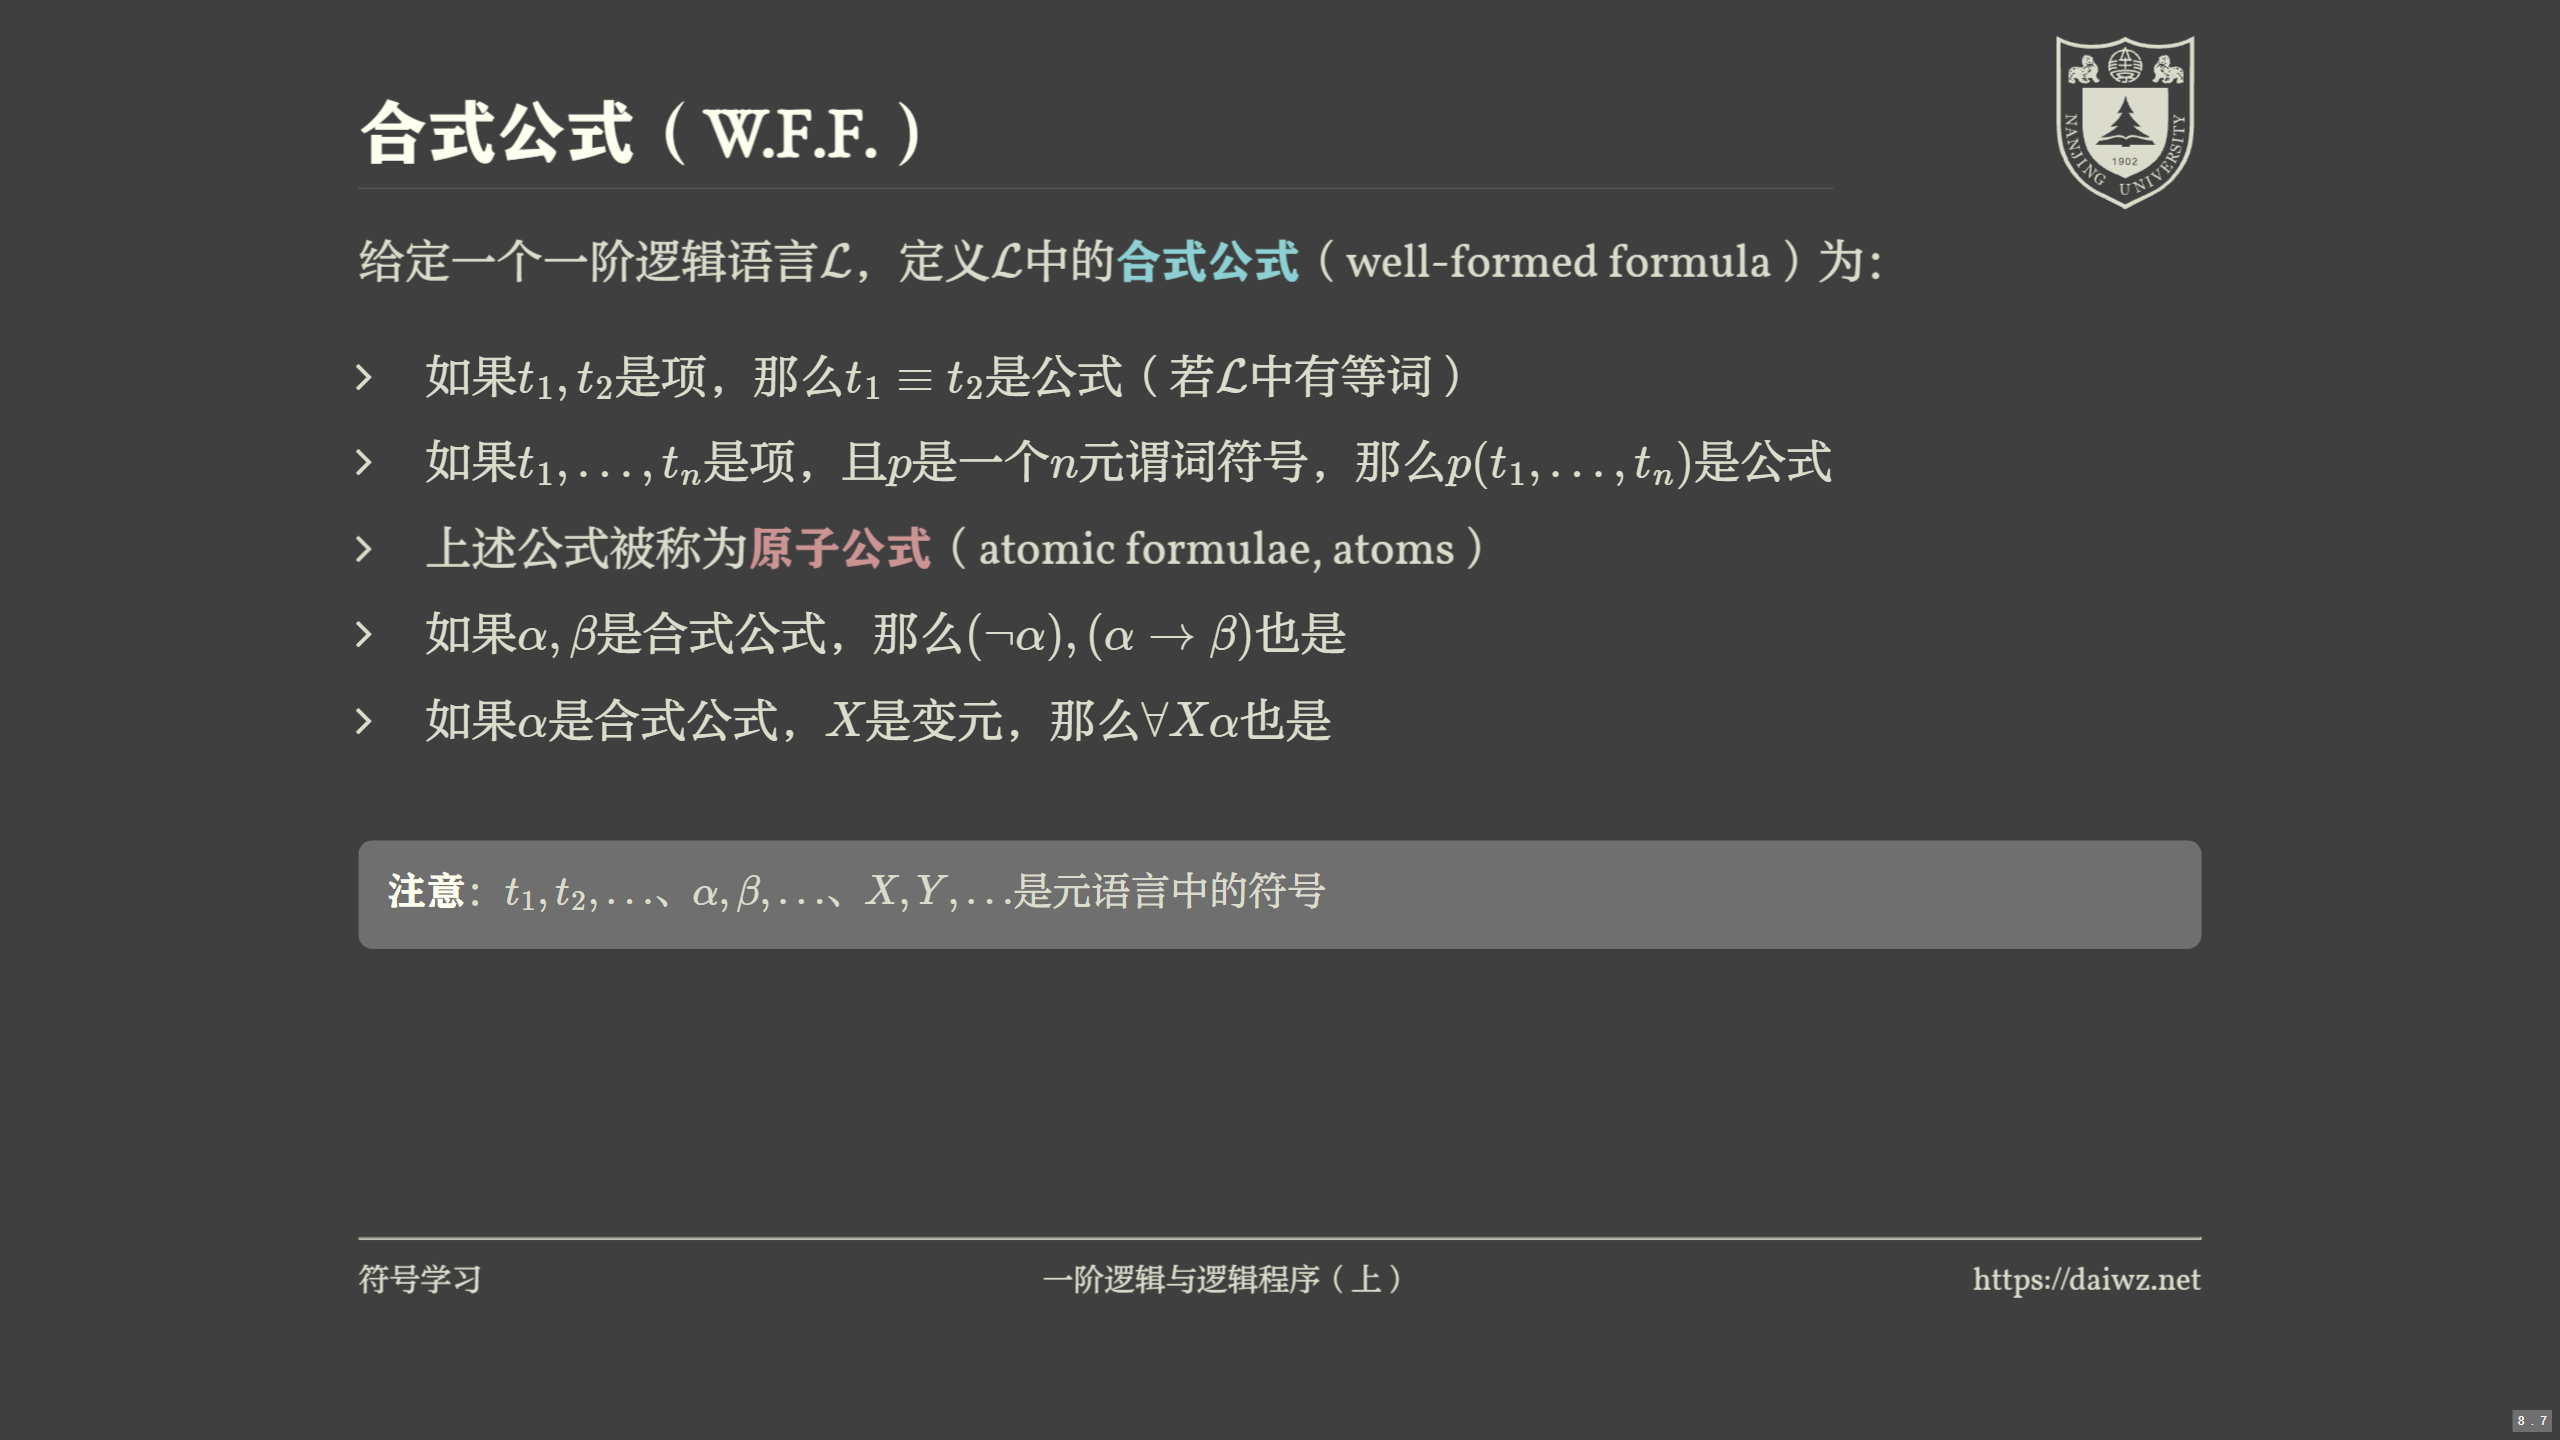 合式公式（W.F.F.）
NANJING UNIVERSITY
1902
给定一个一阶逻辑语言ℒ，定义ℒ中的合式公式（well-formed formula）为：
如果t₁, t₂是项，那么t₁ ≡ t₂是公式（若ℒ中有等词）
如果t₁, . . . , tₙ是项，且p是一个n元谓词符号，那么p(t₁, . . . , tₙ)是公式
上述公式被称为原子公式（atomic formulae, atoms）
如果α, β是合式公式，那么(¬α), (α → β)也是
如果α是合式公式，X是变元，那么∀Xα也是
注意：t₁, t₂, . . .、α, β, . . .、X, Y, . . .是元语言中的符号
符号学习
一阶逻辑与逻辑程序（上）
https://daiwz.net
8 . 7